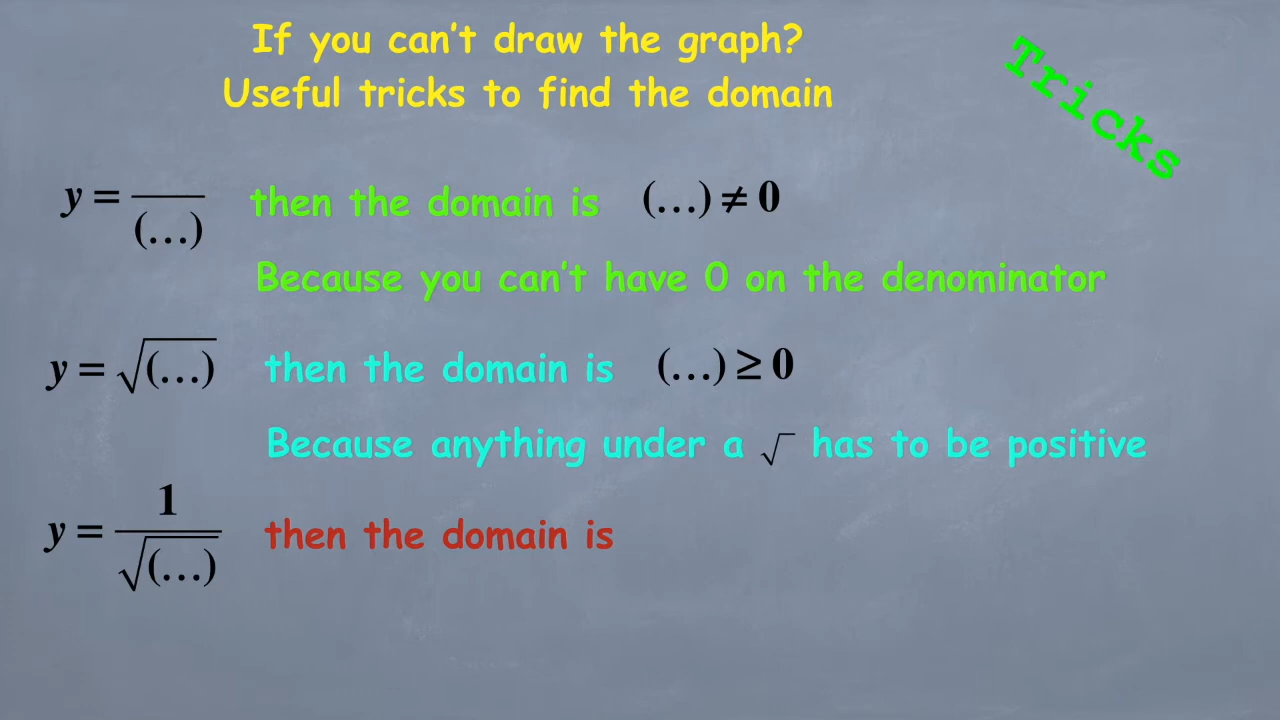 If you can't draw the graph?
Useful tricks to find the domain
Tricks
y = ─── / (…) then the domain is (…) ≠ 0
Because you can't have 0 on the denominator
y = √(…) then the domain is (…) ≥ 0
Because anything under a √ has to be positive
y = 1 / √(…) then the domain is